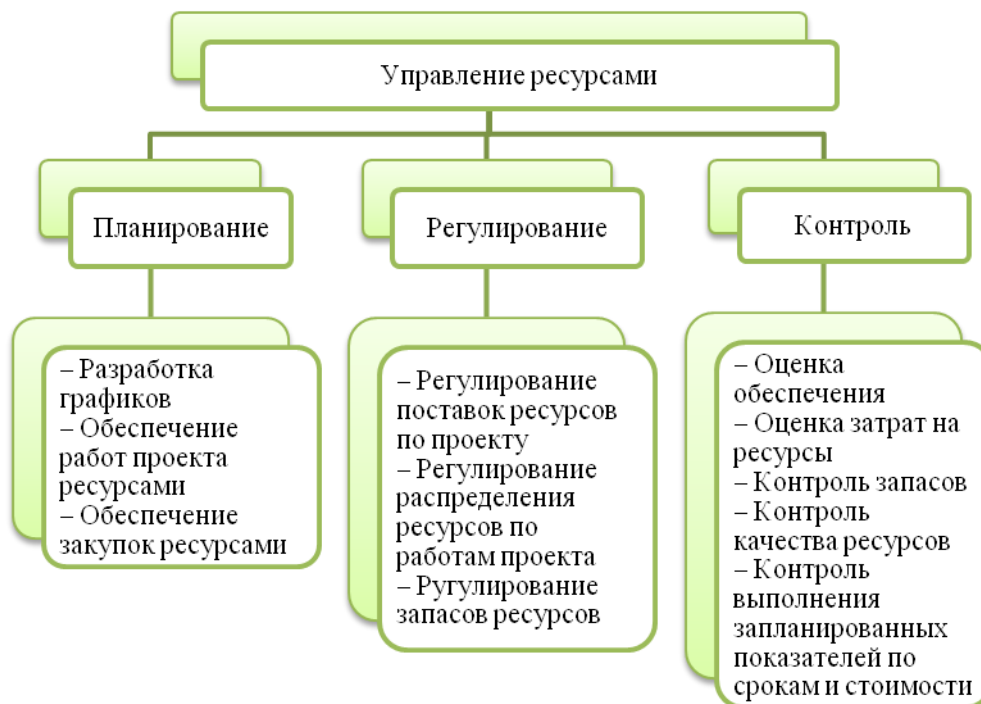 Управление ресурсами
Планирование
Регулирование
Контроль
– Разработка
графиков
– Обеспечение
работ проекта
ресурсами
– Обеспечение
закупок ресурсами
– Регулирование
поставок ресурсов
по проекту
– Регулирование
распределения
ресурсов по
работам проекта
– Ругулирование
запасов ресурсов
– Оценка
обеспечения
– Оценка затрат на
ресурсы
– Контроль запасов
– Контроль
качества ресурсов
– Контроль
выполнения
запланированных
показателей по
срокам и стоимости